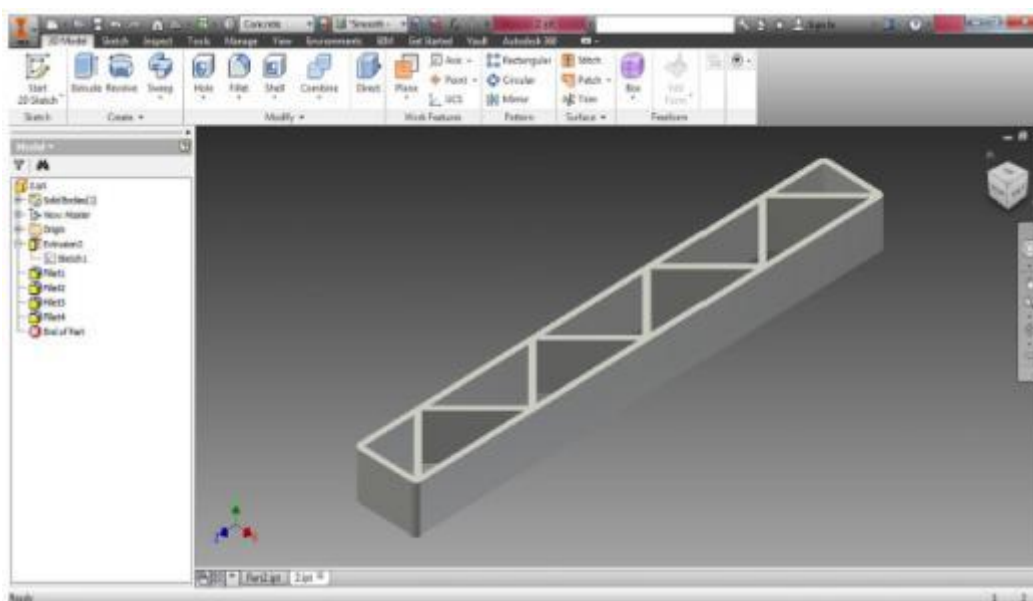 Concrete
3D Model Sketch Inspect Tools Manage View Environments BIM Get Started Vault Autodesk 360
Start
2D Sketch
Extrude Revolve Sweep
Hole Fillet Shell Combine
Direct
Plane
Axis
Point
UCS
Rectangular
Circular
Mirror
Stitch
Patch
Trim
Box
Sketch Create Modify Work Features Pattern Surface Freeform
Model
2.ipt
Solid Bodies(1)
View: Master
Origin
Sketch1
Fillet1
Fillet2
Fillet3
Fillet4
End of Part
2.ipt
Ready